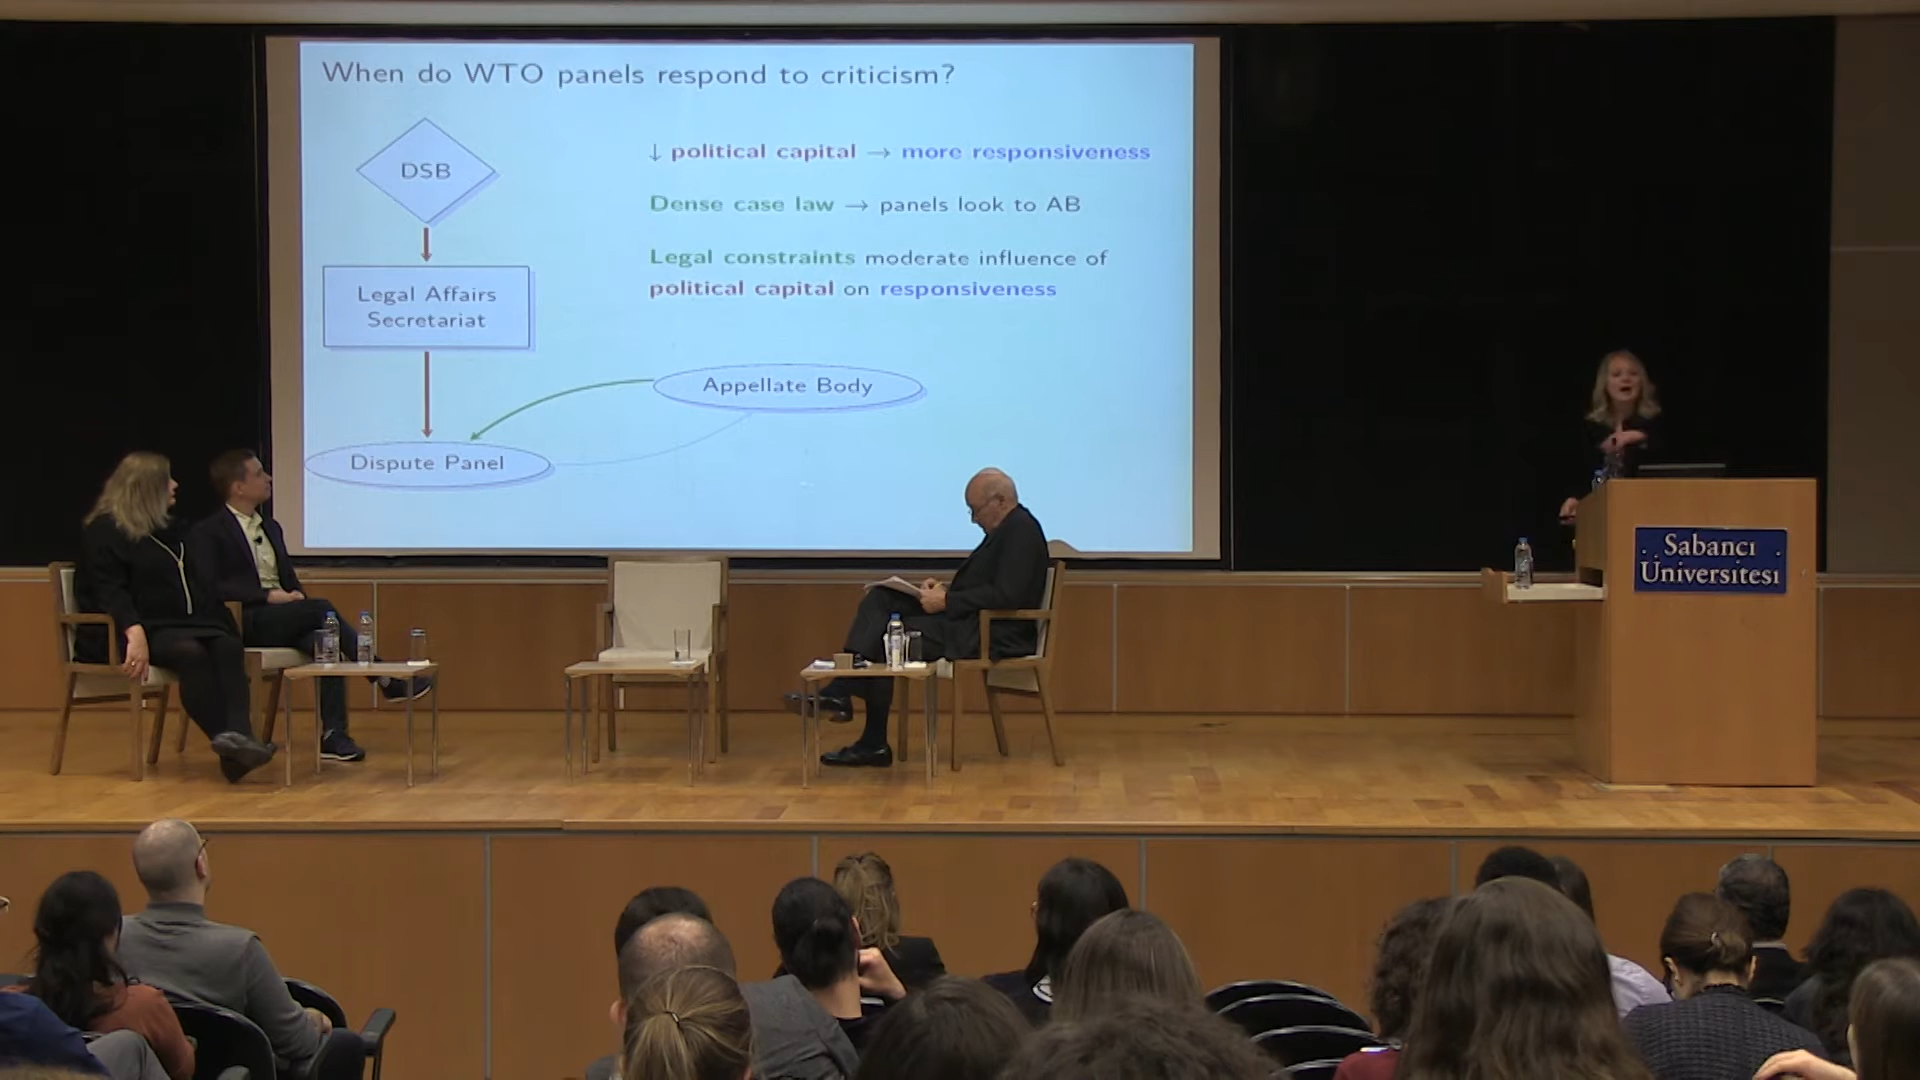 When do WTO panels respond to criticism?
DSB
Legal Affairs
Secretariat
Dispute Panel
Appellate Body
↓ political capital → more responsiveness
Dense case law → panels look to AB
Legal constraints moderate influence of
political capital on responsiveness
Sabancı
Üniversitesi